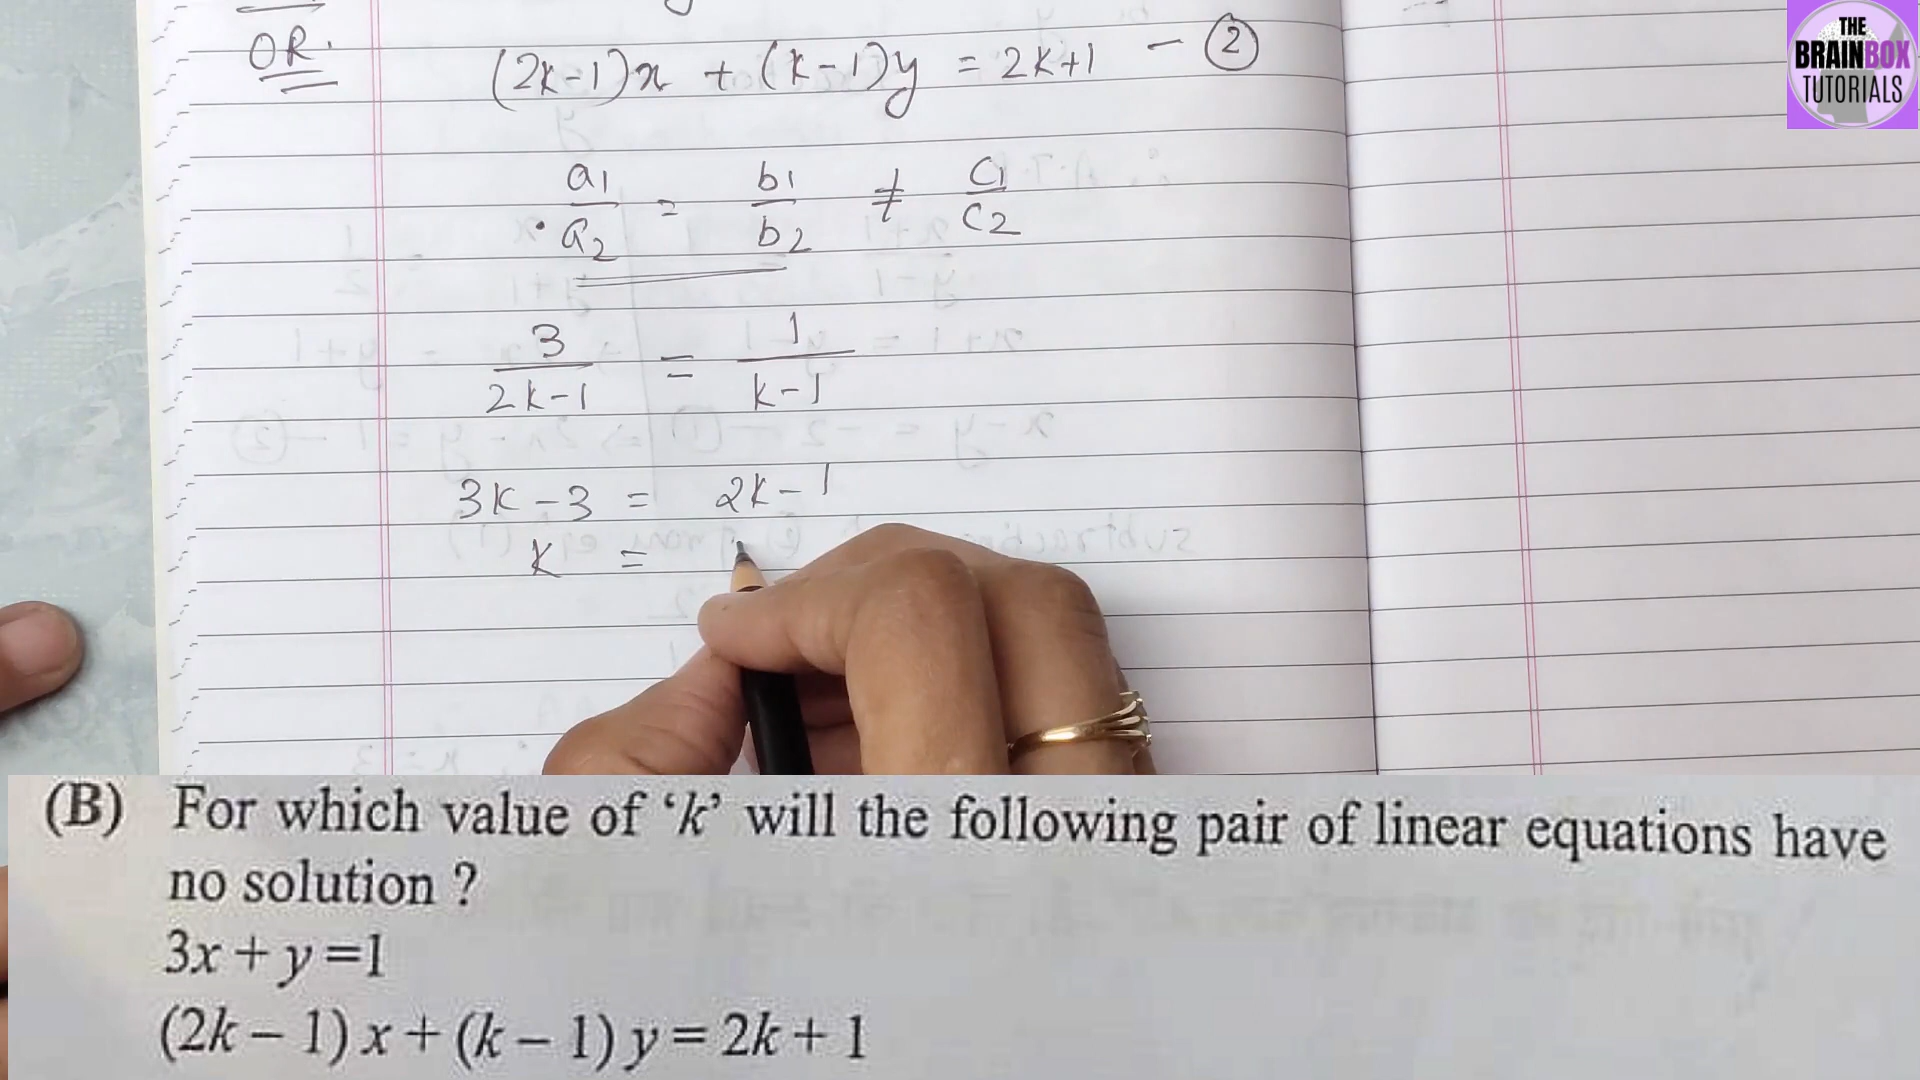 THE
BRAINBOX
TUTORIALS
OR.
(2k-1)x + (k-1)y = 2k+1 - ②
a1/a2 = b1/b2 ≠ c1/c2
3/2k-1 = 1/k-1
3k-3 = 2k-1
k =
(B) For which value of ‘k’ will the following pair of linear equations have
no solution ?
3x + y =1
(2k – 1) x + (k – 1) y = 2k + 1